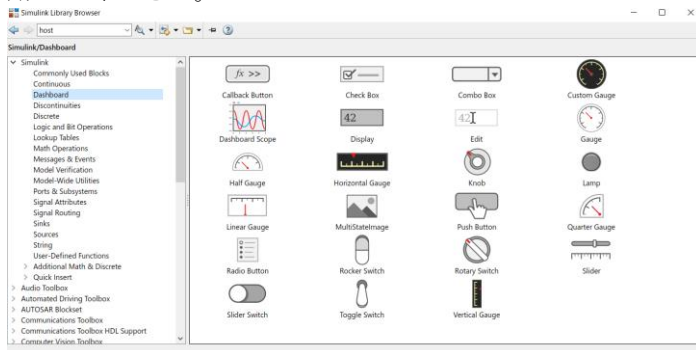 Simulink Library Browser
host
Simulink/Dashboard
Simulink
Commonly Used Blocks
Continuous
Dashboard
Discontinuities
Discrete
Logic and Bit Operations
Lookup Tables
Math Operations
Messages & Events
Model Verification
Model-Wide Utilities
Ports & Subsystems
Signal Attributes
Signal Routing
Sinks
Sources
String
User-Defined Functions
Additional Math & Discrete
Quick Insert
Audio Toolbox
Automated Driving Toolbox
AUTOSAR Blockset
Communications Toolbox
Communications Toolbox HDL Support
Computer Vision Toolbox
fx >>
Callback Button
Check Box
Combo Box
Custom Gauge
Dashboard Scope
42
Display
42
Edit
Gauge
Half Gauge
Horizontal Gauge
Knob
Lamp
Linear Gauge
MultiStateImage
Push Button
Quarter Gauge
Radio Button
Rocker Switch
Rotary Switch
Slider
Slider Switch
Toggle Switch
Vertical Gauge